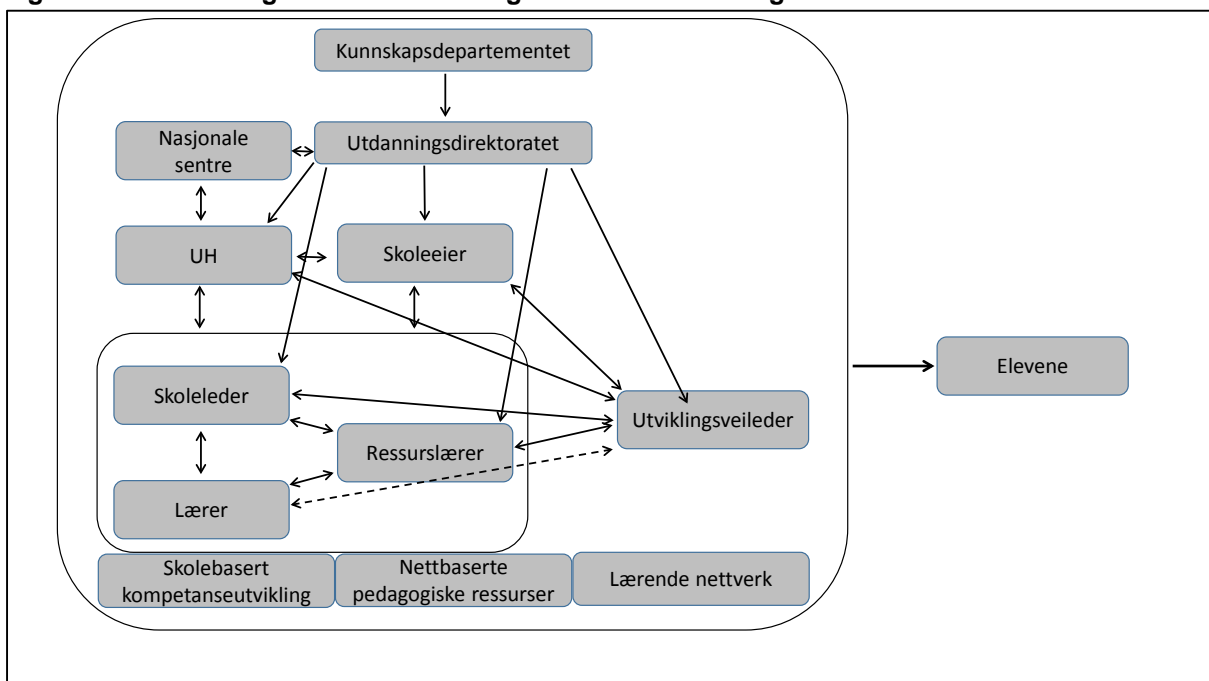 Kunnskapsdepartementet
Nasjonale
sentre
Utdanningsdirektoratet
UH
Skoleeier
Skoleleder
Elevene
Utviklingsveileder
Ressurslærer
Lærer
Skolebasert
kompetanseutvikling
Nettbaserte
pedagogiske ressurser
Lærende nettverk